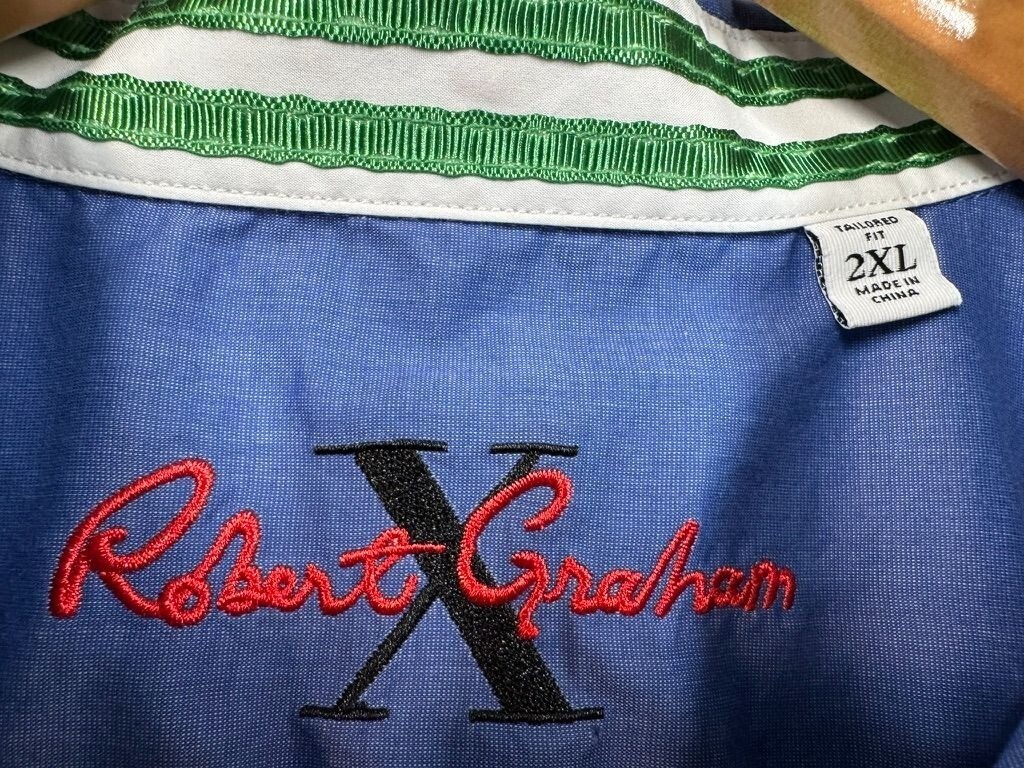 TAILORED
FIT
2XL
MADE IN
CHINA
X
Robert Graham